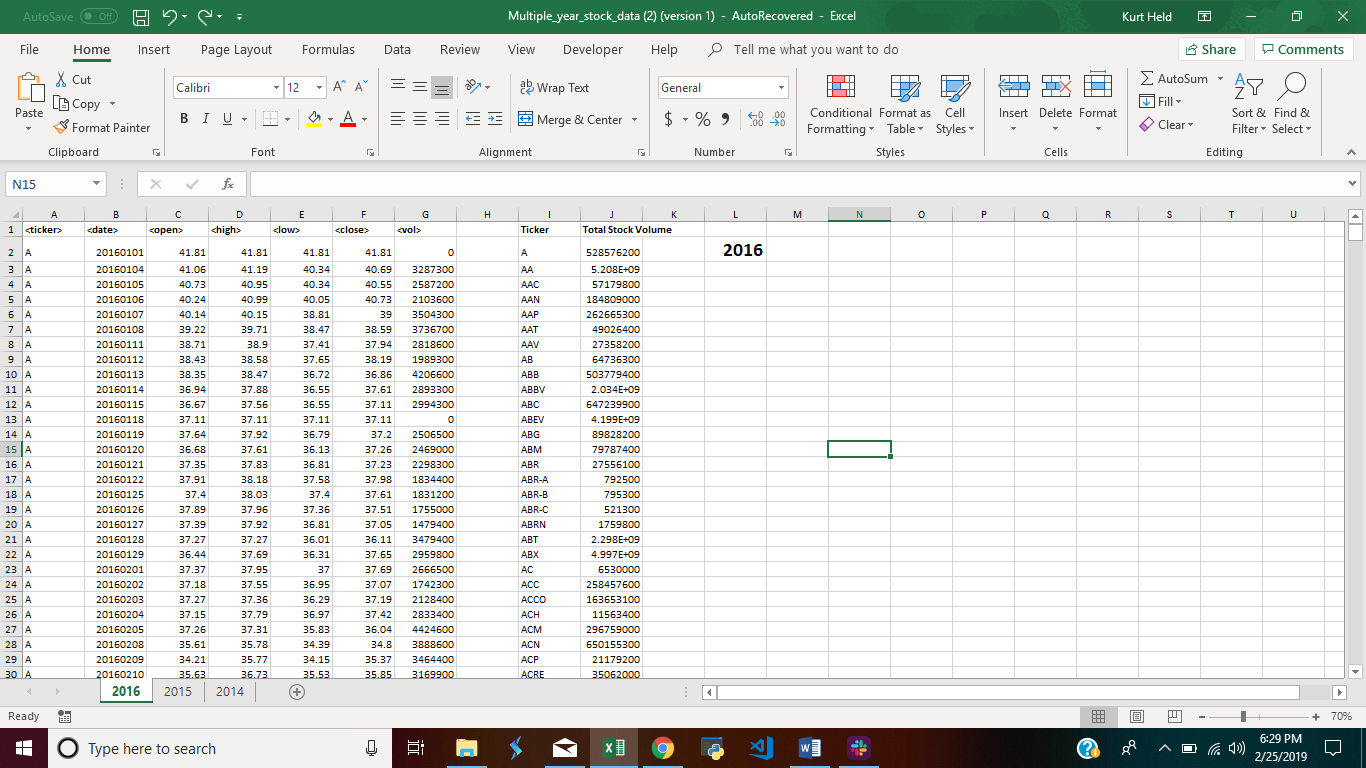 AutoSave Off Multiple_year_stock_data (2) (version 1) - AutoRecovered - Excel Kurt Held
File Home Insert Page Layout Formulas Data Review View Developer Help Tell me what you want to do Share Comments
Paste Cut Copy Format Painter
Calibri 12 A A B I U A
Wrap Text Merge & Center
General $ % 9
Conditional Formatting Format as Table Cell Styles
Insert Delete Format
AutoSum Fill Clear Sort & Filter Find & Select
Clipboard Font Alignment Number Styles Cells Editing
N15 fx
A B C D E F G H I J K L M N O P Q R S T U
1 <ticker> <date> <open> <high> <low> <close> <vol> Ticker Total Stock Volume
2 A 20160101 41.81 41.81 41.81 41.81 0 A 528576200 2016
3 A 20160104 41.06 41.19 40.34 40.69 3287300 AA 5.208E+09
4 A 20160105 40.73 40.95 40.34 40.55 2587200 AAC 57179800
5 A 20160106 40.24 40.99 40.05 40.73 2103600 AAN 184809000
6 A 20160107 40.14 40.15 38.81 39 3504300 AAP 262665300
7 A 20160108 39.22 39.71 38.47 38.59 3736700 AAT 49026400
8 A 20160111 38.71 38.9 37.41 37.94 2818600 AAV 27358200
9 A 20160112 38.43 38.58 37.65 38.19 1989300 AB 64736300
10 A 20160113 38.35 38.47 36.72 36.86 4206600 ABB 503779400
11 A 20160114 36.94 37.88 36.55 37.61 2893300 ABBV 2.034E+09
12 A 20160115 36.67 37.56 36.55 37.11 2994300 ABC 647239900
13 A 20160118 37.11 37.11 37.11 37.11 0 ABEV 4.199E+09
14 A 20160119 37.64 37.92 36.79 37.2 2506500 ABG 89828200
15 A 20160120 36.68 37.61 36.13 37.26 2469000 ABM 79787400
16 A 20160121 37.35 37.83 36.81 37.23 2298300 ABR 27556100
17 A 20160122 37.91 38.18 37.58 37.98 1834400 ABR-A 792500
18 A 20160125 37.4 38.03 37.4 37.61 1831200 ABR-B 795300
19 A 20160126 37.89 37.96 37.36 37.51 1755000 ABR-C 521300
20 A 20160127 37.39 37.92 36.81 37.05 1479400 ABRN 1759800
21 A 20160128 37.27 37.27 36.01 36.11 3479400 ABT 2.298E+09
22 A 20160129 36.44 37.69 36.31 37.65 2959800 ABX 4.997E+09
23 A 20160201 37.37 37.95 37 37.69 2666500 AC 6530000
24 A 20160202 37.18 37.55 36.95 37.07 1742300 ACC 258457600
25 A 20160203 37.27 37.36 36.29 37.19 2128400 ACCO 163653100
26 A 20160204 37.15 37.79 36.97 37.42 2833400 ACH 11563400
27 A 20160205 37.26 37.31 35.83 36.04 4424600 ACM 296759000
28 A 20160208 35.61 35.78 34.39 34.8 3888600 ACN 650155300
29 A 20160209 34.21 35.77 34.15 35.37 3464400 ACP 21179200
30 A 20160210 35.63 36.73 35.53 35.85 3169900 ACRE 35062000
2016 2015 2014
Ready 70%
Type here to search 6:29 PM
2/25/2019